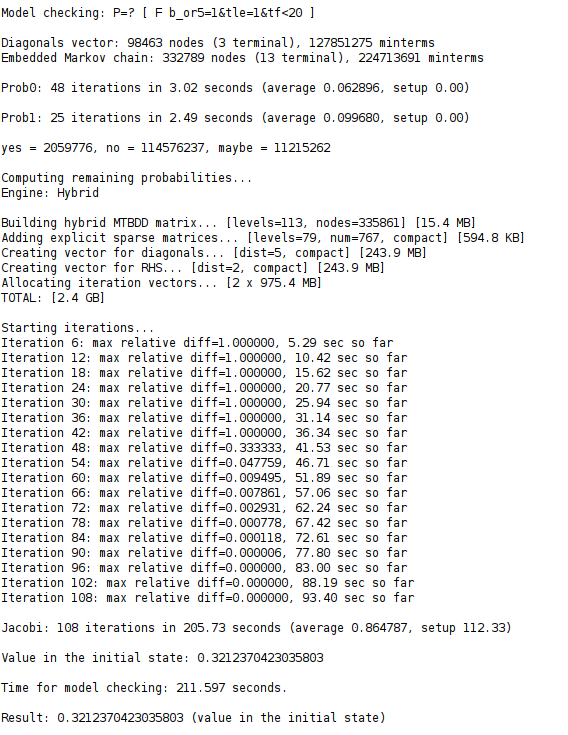 Model checking: P=? [ F b_or5=1&tle=1&tf<20 ]
Diagonals vector: 98463 nodes (3 terminal), 127851275 minterms
Embedded Markov chain: 332789 nodes (13 terminal), 224713691 minterms
Prob0: 48 iterations in 3.02 seconds (average 0.062896, setup 0.00)
Prob1: 25 iterations in 2.49 seconds (average 0.099680, setup 0.00)
yes = 2059776, no = 114576237, maybe = 11215262
Computing remaining probabilities...
Engine: Hybrid
Building hybrid MTBDD matrix... [levels=113, nodes=335861] [15.4 MB]
Adding explicit sparse matrices... [levels=79, num=767, compact] [594.8 KB]
Creating vector for diagonals... [dist=5, compact] [243.9 MB]
Creating vector for RHS... [dist=2, compact] [243.9 MB]
Allocating iteration vectors... [2 x 975.4 MB]
TOTAL: [2.4 GB]
Starting iterations...
Iteration 6: max relative diff=1.000000, 5.29 sec so far
Iteration 12: max relative diff=1.000000, 10.42 sec so far
Iteration 18: max relative diff=1.000000, 15.62 sec so far
Iteration 24: max relative diff=1.000000, 20.77 sec so far
Iteration 30: max relative diff=1.000000, 25.94 sec so far
Iteration 36: max relative diff=1.000000, 31.14 sec so far
Iteration 42: max relative diff=1.000000, 36.34 sec so far
Iteration 48: max relative diff=0.333333, 41.53 sec so far
Iteration 54: max relative diff=0.047759, 46.71 sec so far
Iteration 60: max relative diff=0.009495, 51.89 sec so far
Iteration 66: max relative diff=0.007861, 57.06 sec so far
Iteration 72: max relative diff=0.002931, 62.24 sec so far
Iteration 78: max relative diff=0.000778, 67.42 sec so far
Iteration 84: max relative diff=0.000118, 72.61 sec so far
Iteration 90: max relative diff=0.000006, 77.80 sec so far
Iteration 96: max relative diff=0.000000, 83.00 sec so far
Iteration 102: max relative diff=0.000000, 88.19 sec so far
Iteration 108: max relative diff=0.000000, 93.40 sec so far
Jacobi: 108 iterations in 205.73 seconds (average 0.864787, setup 112.33)
Value in the initial state: 0.3212370423035803
Time for model checking: 211.597 seconds.
Result: 0.3212370423035803 (value in the initial state)